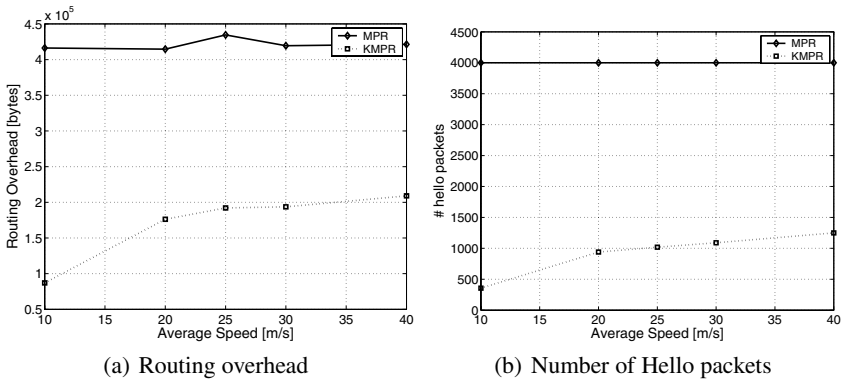 x 10^5
4.5
4
3.5
3
2.5
2
1.5
1
0.5
Routing Overhead [bytes]
MPR
KMPR
10 15 20 25 30 35 40
Average Speed [m/s]
(a) Routing overhead
4500
4000
3500
3000
2500
2000
1500
1000
500
0
# hello packets
MPR
KMPR
10 15 20 25 30 35 40
Average Speed [m/s]
(b) Number of Hello packets